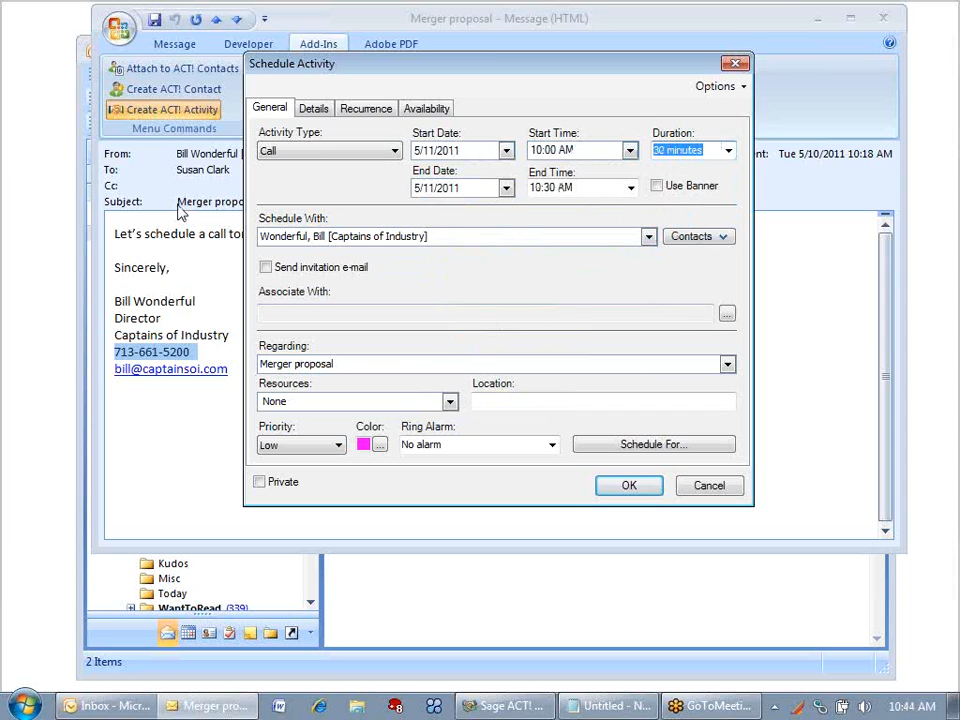 Merger proposal - Message (HTML)
Message
Developer
Add-Ins
Adobe PDF
Attach to ACT! Contacts
Create ACT! Contact
Create ACT! Activity
Menu Commands
From: Bill Wonderful [
To: Susan Clark
Cc:
Subject: Merger propo
Tue 5/10/2011 10:18 AM
Let's schedule a call to
Sincerely,
Bill Wonderful
Director
Captains of Industry
713-661-5200
bill@captainsoi.com
Schedule Activity
Options
General
Details
Recurrence
Availability
Activity Type:
Start Date:
Start Time:
Duration:
Call
5/11/2011
10:00 AM
30 minutes
End Date:
End Time:
5/11/2011
10:30 AM
Use Banner
Schedule With:
Wonderful, Bill [Captains of Industry]
Contacts
Send invitation e-mail
Associate With:
...
Regarding:
Merger proposal
Resources:
Location:
None
Priority:
Color:
Ring Alarm:
Low
...
No alarm
Schedule For...
Private
OK
Cancel
Kudos
Misc
Today
WantToRead (339)
2 Items
Inbox - Micr...
Merger pro...
Sage ACT! ...
Untitled - N...
GoToMeeti...
10:44 AM